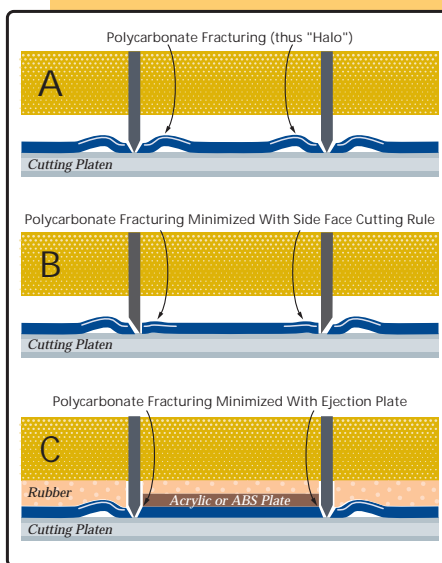 Polycarbonate Fracturing (thus "Halo")
A
Cutting Platen
Polycarbonate Fracturing Minimized With Side Face Cutting Rule
B
Cutting Platen
Polycarbonate Fracturing Minimized With Ejection Plate
C
Rubber
Acrylic or ABS Plate
Cutting Platen